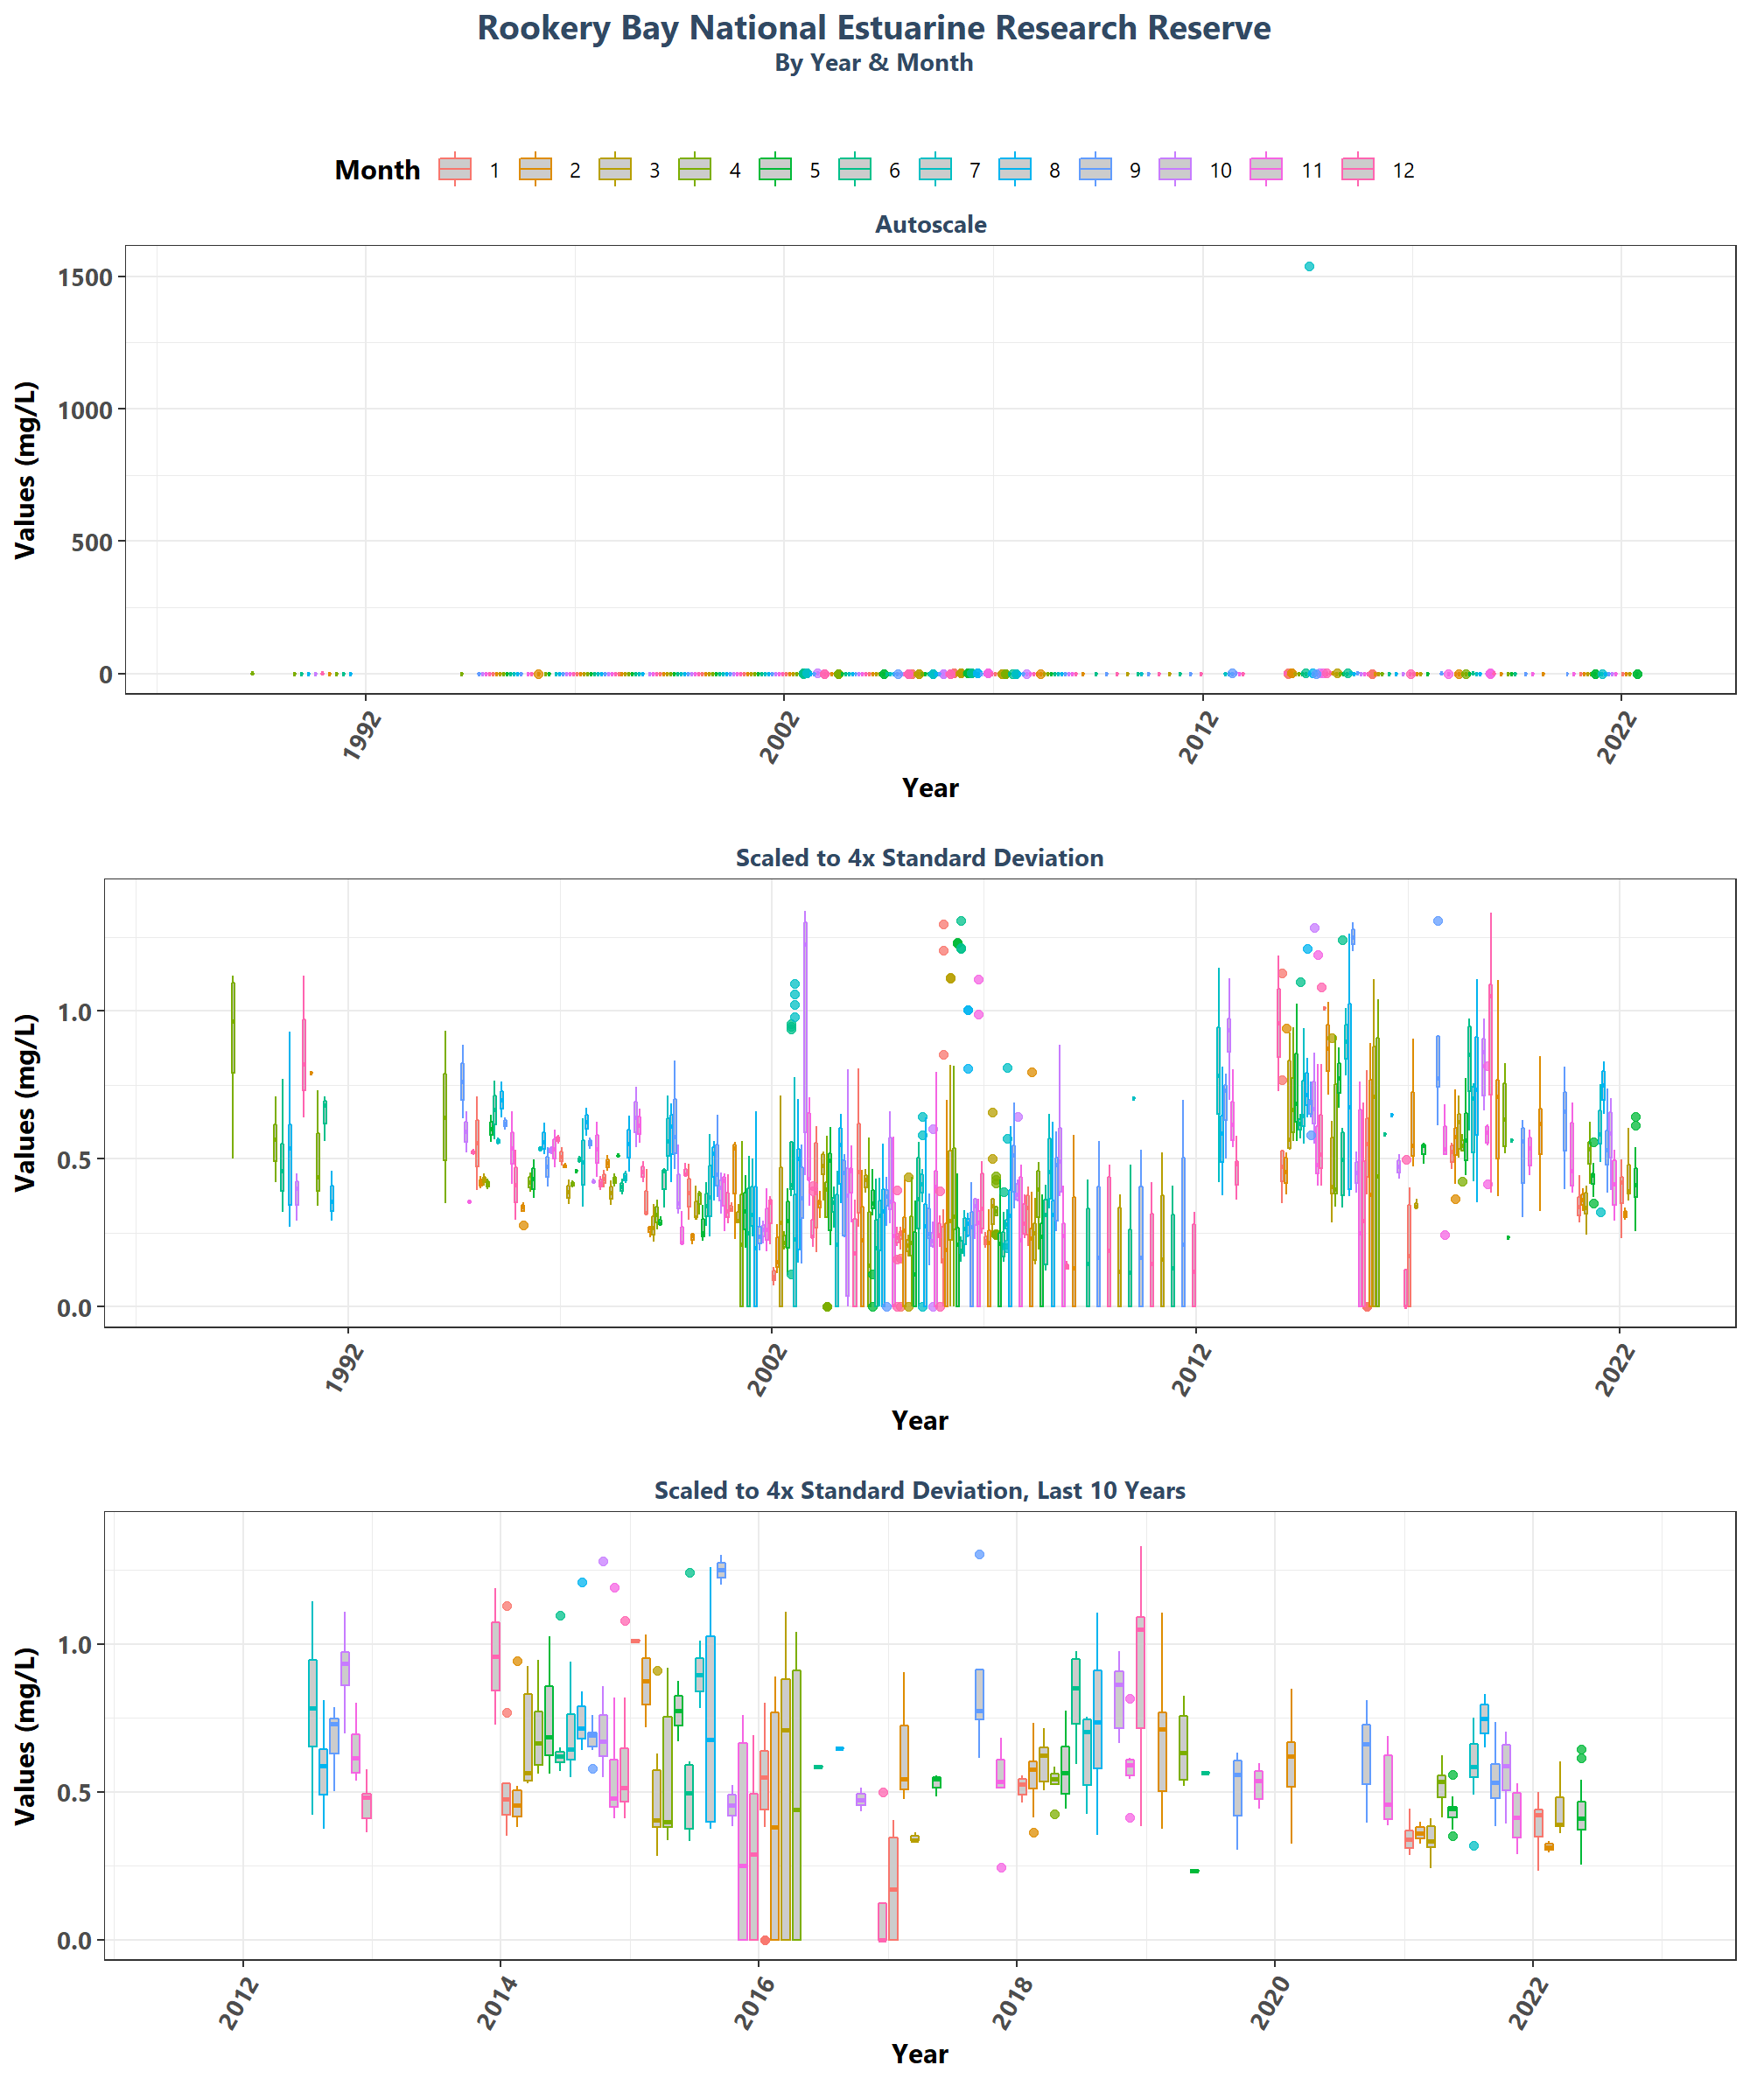 Rookery Bay National Estuarine Research Reserve
By Year & Month
Month 1 2 3 4 5 6 7 8 9 10 11 12
Autoscale
1500
1000
500
0
Values (mg/L)
1992 2002 2012 2022
Year
Scaled to 4x Standard Deviation
1.0
0.5
0.0
Values (mg/L)
1992 2002 2012 2022
Year
Scaled to 4x Standard Deviation, Last 10 Years
1.0
0.5
0.0
Values (mg/L)
2012 2014 2016 2018 2020 2022
Year